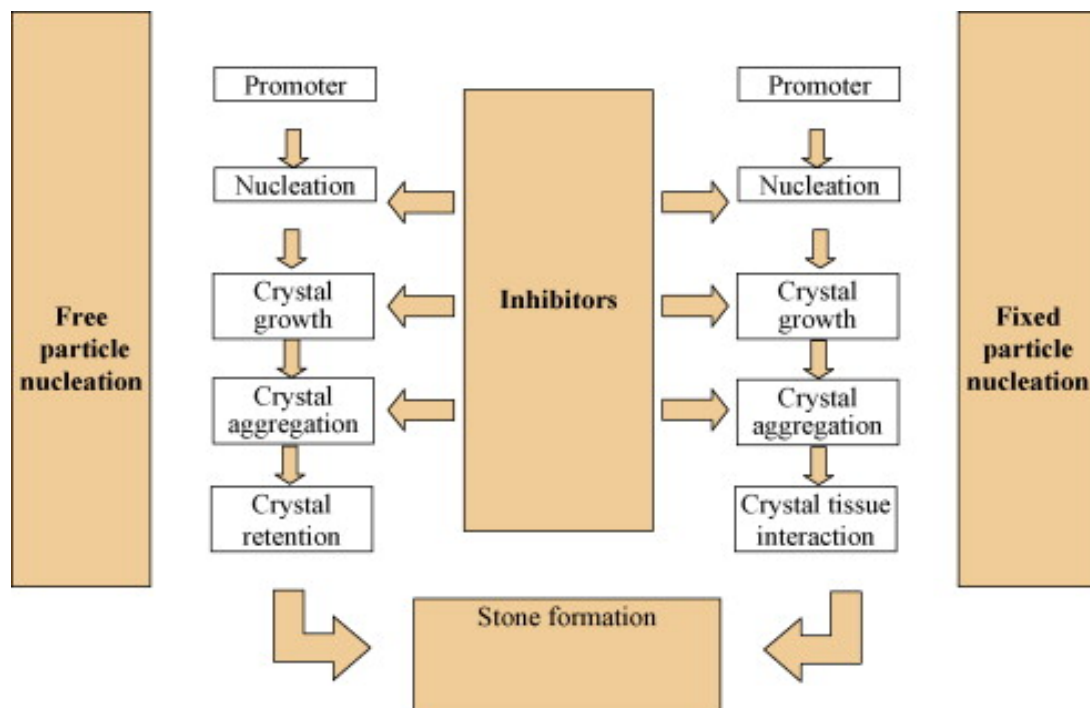 Free
particle
nucleation
Promoter
Nucleation
Crystal
growth
Crystal
aggregation
Crystal
retention
Inhibitors
Promoter
Nucleation
Crystal
growth
Crystal
aggregation
Crystal tissue
interaction
Fixed
particle
nucleation
Stone formation